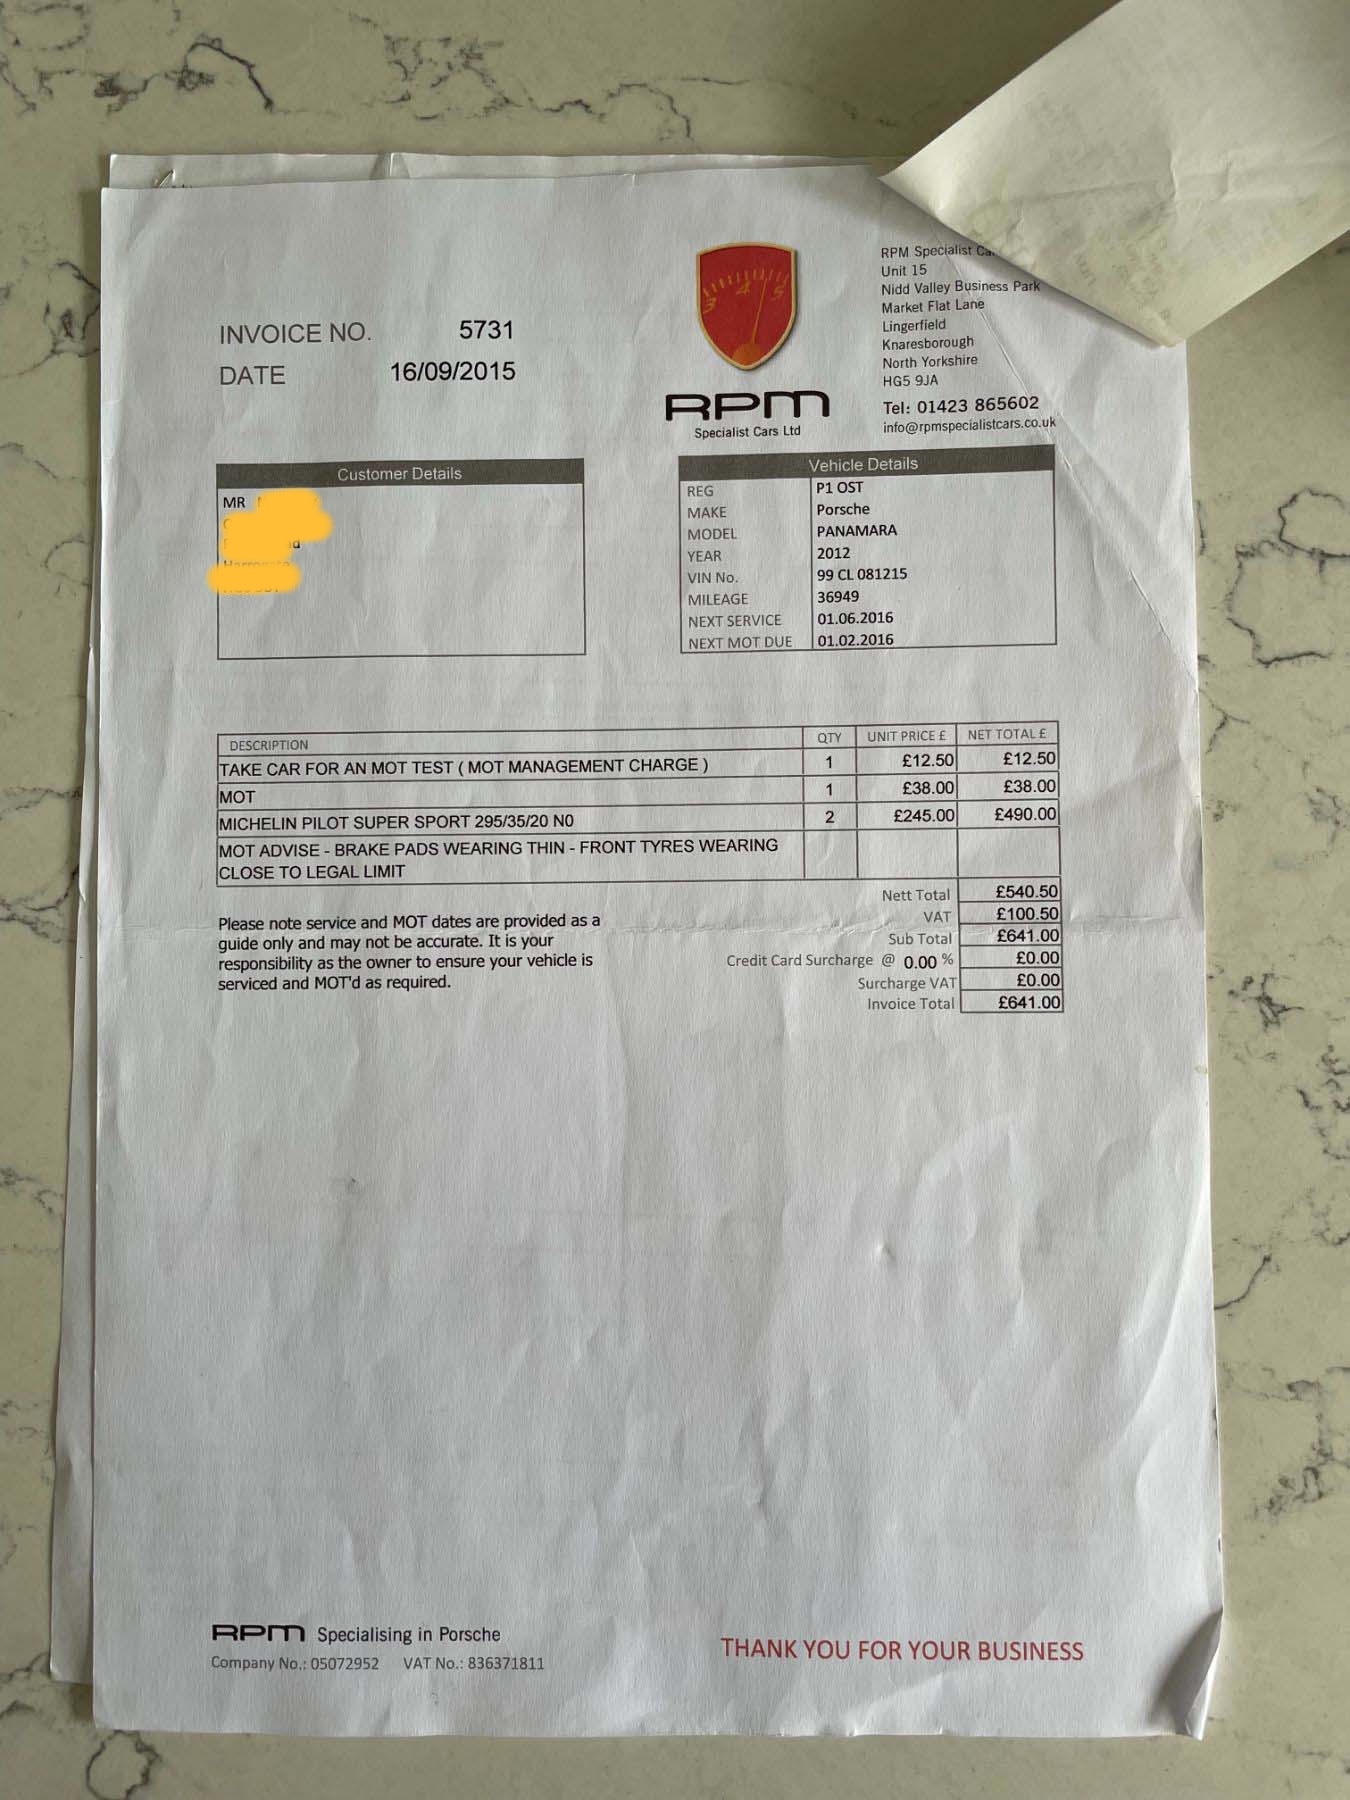 INVOICE NO. 5731
DATE 16/09/2015
3 4 5
RPM
Specialist Cars Ltd
RPM Specialist
Unit 15
Nidd Valley Business Park
Market Flat Lane
Lingerfield
Knaresborough
North Yorkshire
HG5 9JA
Tel: 01423 865602
info@rpmspecialistcars.co.uk
Customer Details
MR
Vehicle Details
REG P1 OST
MAKE Porsche
MODEL PANAMARA
YEAR 2012
VIN No. 99 CL 081215
MILEAGE 36949
NEXT SERVICE 01.06.2016
NEXT MOT DUE 01.02.2016
DESCRIPTION QTY UNIT PRICE £ NET TOTAL £
TAKE CAR FOR AN MOT TEST ( MOT MANAGEMENT CHARGE ) 1 £12.50 £12.50
MOT 1 £38.00 £38.00
MICHELIN PILOT SUPER SPORT 295/35/20 N0 2 £245.00 £490.00
MOT ADVISE - BRAKE PADS WEARING THIN - FRONT TYRES WEARING
CLOSE TO LEGAL LIMIT
Nett Total £540.50
VAT £100.50
Sub Total £641.00
Credit Card Surcharge @ 0.00 % £0.00
Surcharge VAT £0.00
Invoice Total £641.00
Please note service and MOT dates are provided as a
guide only and may not be accurate. It is your
responsibility as the owner to ensure your vehicle is
serviced and MOT'd as required.
RPM Specialising in Porsche
Company No.: 05072952 VAT No.: 836371811
THANK YOU FOR YOUR BUSINESS